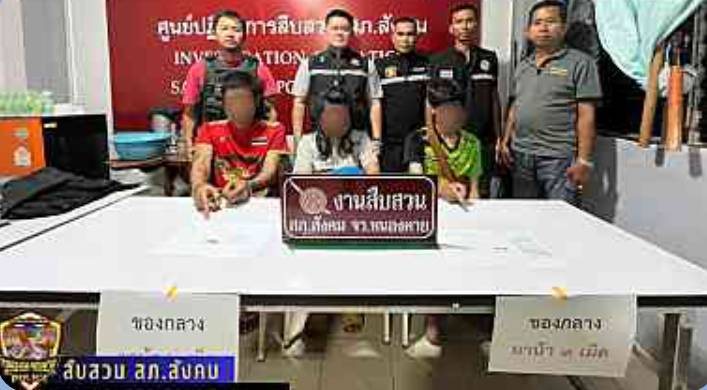 ศูนย์ปฏิบัติการสืบสวน สภ.สังคม
INVESTIGATION
งานสืบสวน
สภ.สังคม จว.หนองคาย
ของกลาง
ของกลาง
ยาบ้า ๓ เม็ด
สืบสวน สภ.สังคม